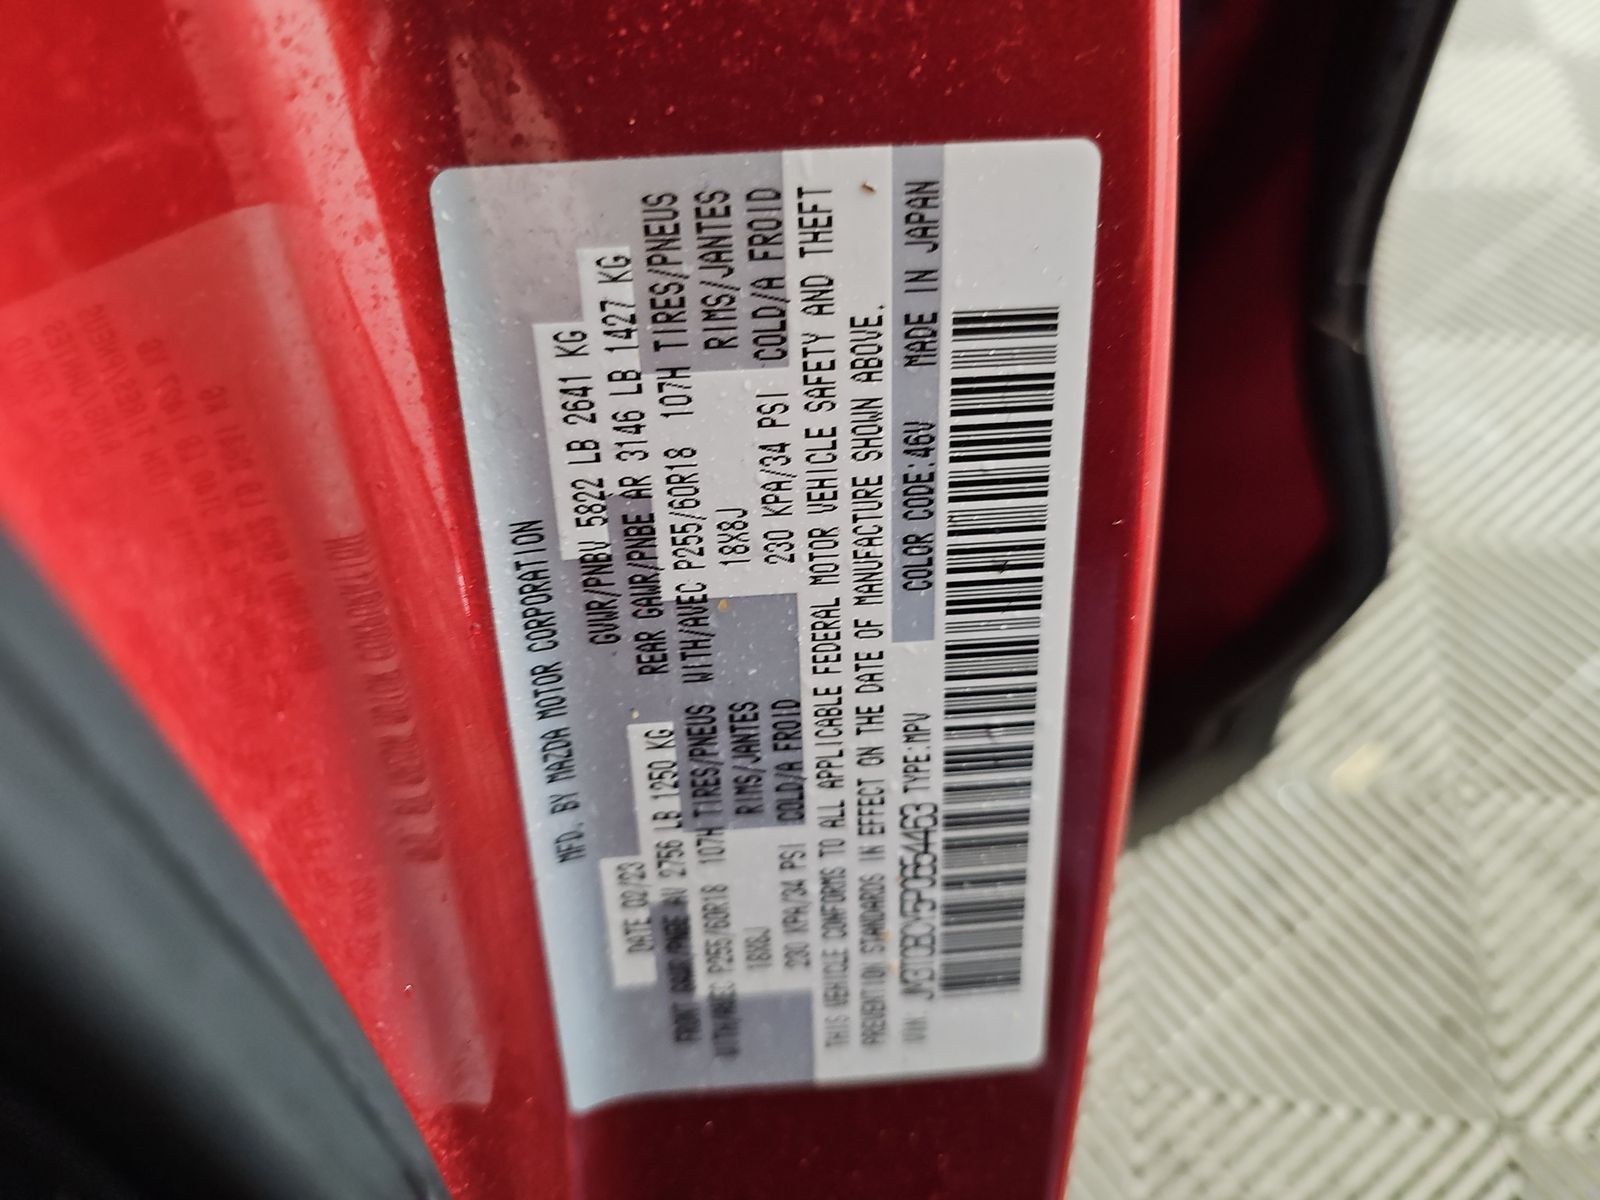 MFD. BY MAZDA MOTOR CORPORATION
DATE 02/23 GVWR/PNBV 5822 LB 2641 KG
FRONT GAWR/PNBE AV 2756 LB 1250 KG REAR GAWR/PNBE AR 3146 LB 1427 KG
WITH/AVEC P255/60R18 107H TIRES/PNEUS WITH/AVEC P255/60R18 107H TIRES/PNEUS
18X8J RIMS/JANTES 18X8J RIMS/JANTES
230 KPA/34 PSI COLD/A FROID 230 KPA/34 PSI COLD/A FROID
THIS VEHICLE CONFORMS TO ALL APPLICABLE FEDERAL MOTOR VEHICLE SAFETY AND THEFT
PREVENTION STANDARDS IN EFFECT ON THE DATE OF MANUFACTURE SHOWN ABOVE.
VIN: TYPE:MPV COLOR CODE:46V MADE IN JAPAN